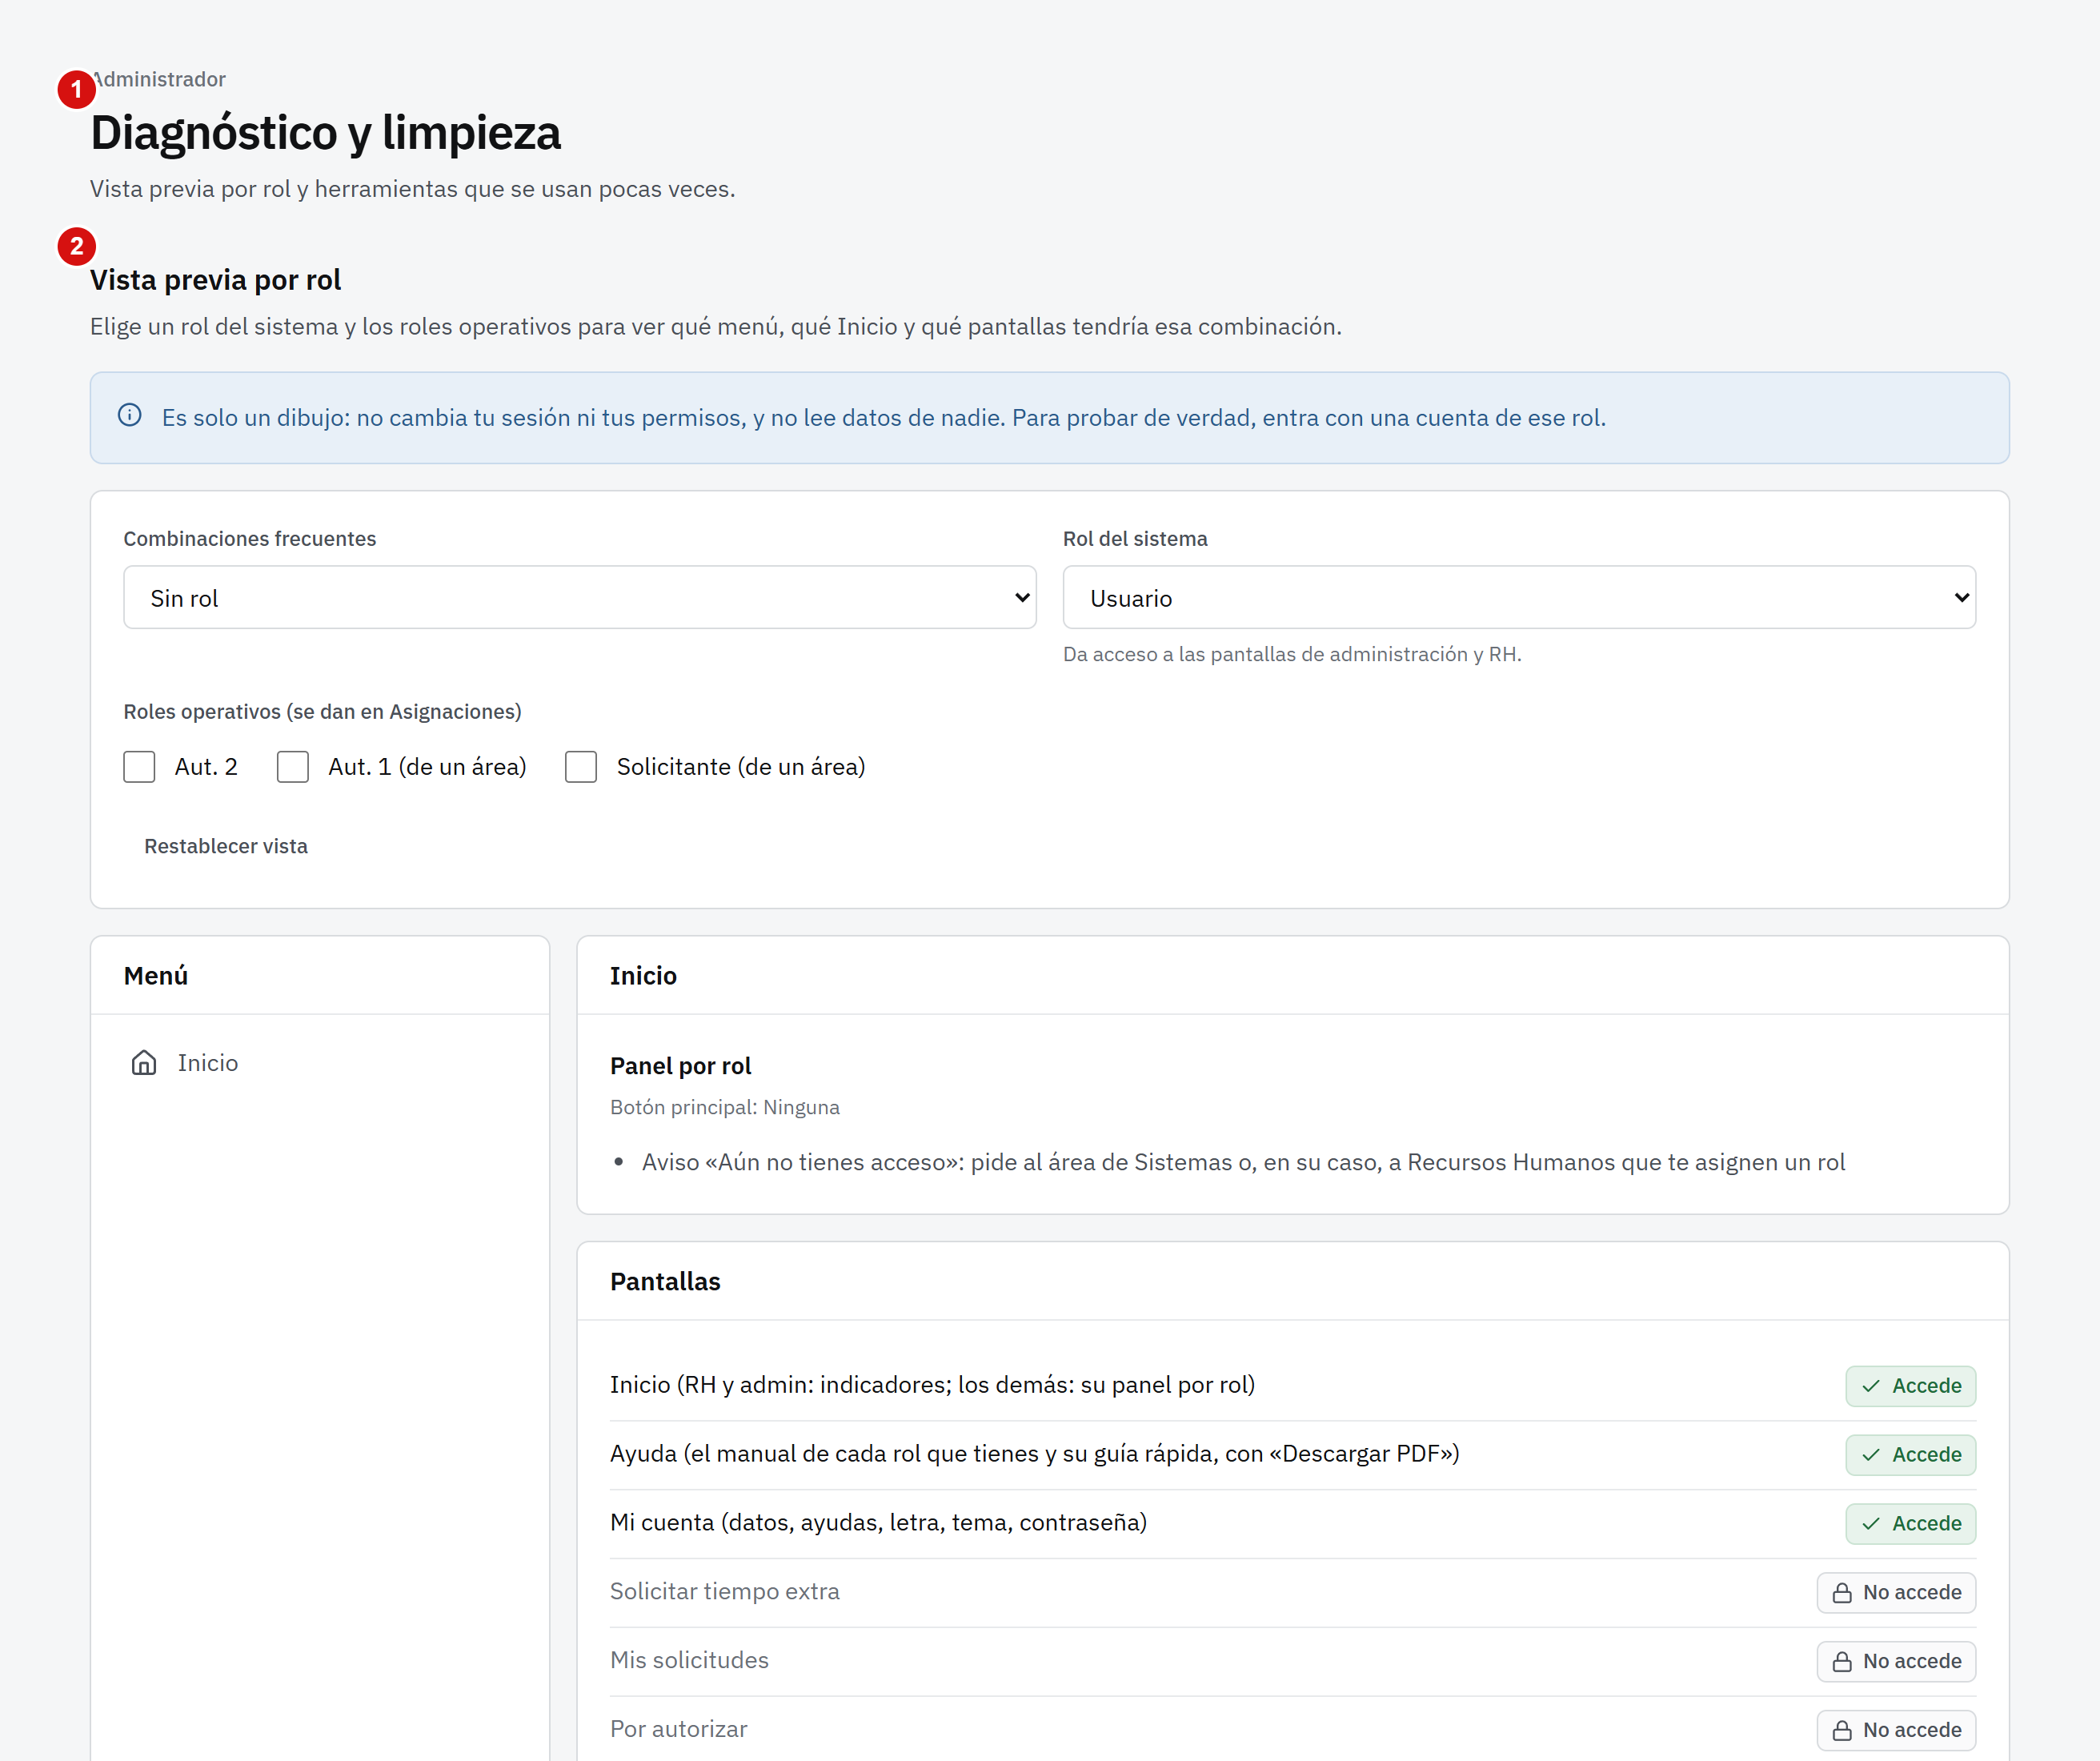 1
Administrador
Diagnóstico y limpieza
Vista previa por rol y herramientas que se usan pocas veces.
2
Vista previa por rol
Elige un rol del sistema y los roles operativos para ver qué menú, qué Inicio y qué pantallas tendría esa combinación.
Es solo un dibujo: no cambia tu sesión ni tus permisos, y no lee datos de nadie. Para probar de verdad, entra con una cuenta de ese rol.
Combinaciones frecuentes
Sin rol
Rol del sistema
Usuario
Da acceso a las pantallas de administración y RH.
Roles operativos (se dan en Asignaciones)
Aut. 2 Aut. 1 (de un área) Solicitante (de un área)
Restablecer vista
Menú
Inicio
Inicio
Panel por rol
Botón principal: Ninguna
• Aviso «Aún no tienes acceso»: pide al área de Sistemas o, en su caso, a Recursos Humanos que te asignen un rol
Pantallas
Inicio (RH y admin: indicadores; los demás: su panel por rol) Accede
Ayuda (el manual de cada rol que tienes y su guía rápida, con «Descargar PDF») Accede
Mi cuenta (datos, ayudas, letra, tema, contraseña) Accede
Solicitar tiempo extra No accede
Mis solicitudes No accede
Por autorizar No accede